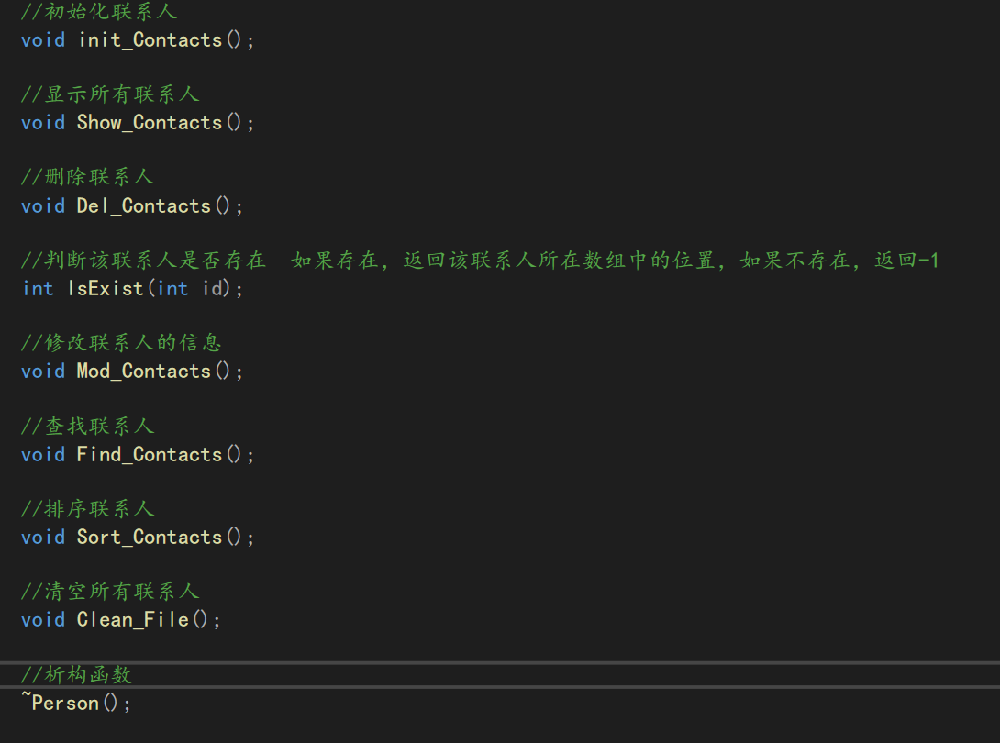 //初始化联系人
void init_Contacts();
//显示所有联系人
void Show_Contacts();
//删除联系人
void Del_Contacts();
//判断该联系人是否存在  如果存在，返回该联系人所在数组中的位置，如果不存在，返回-1
int IsExist(int id);
//修改联系人的信息
void Mod_Contacts();
//查找联系人
void Find_Contacts();
//排序联系人
void Sort_Contacts();
//清空所有联系人
void Clean_File();
//析构函数
~Person();